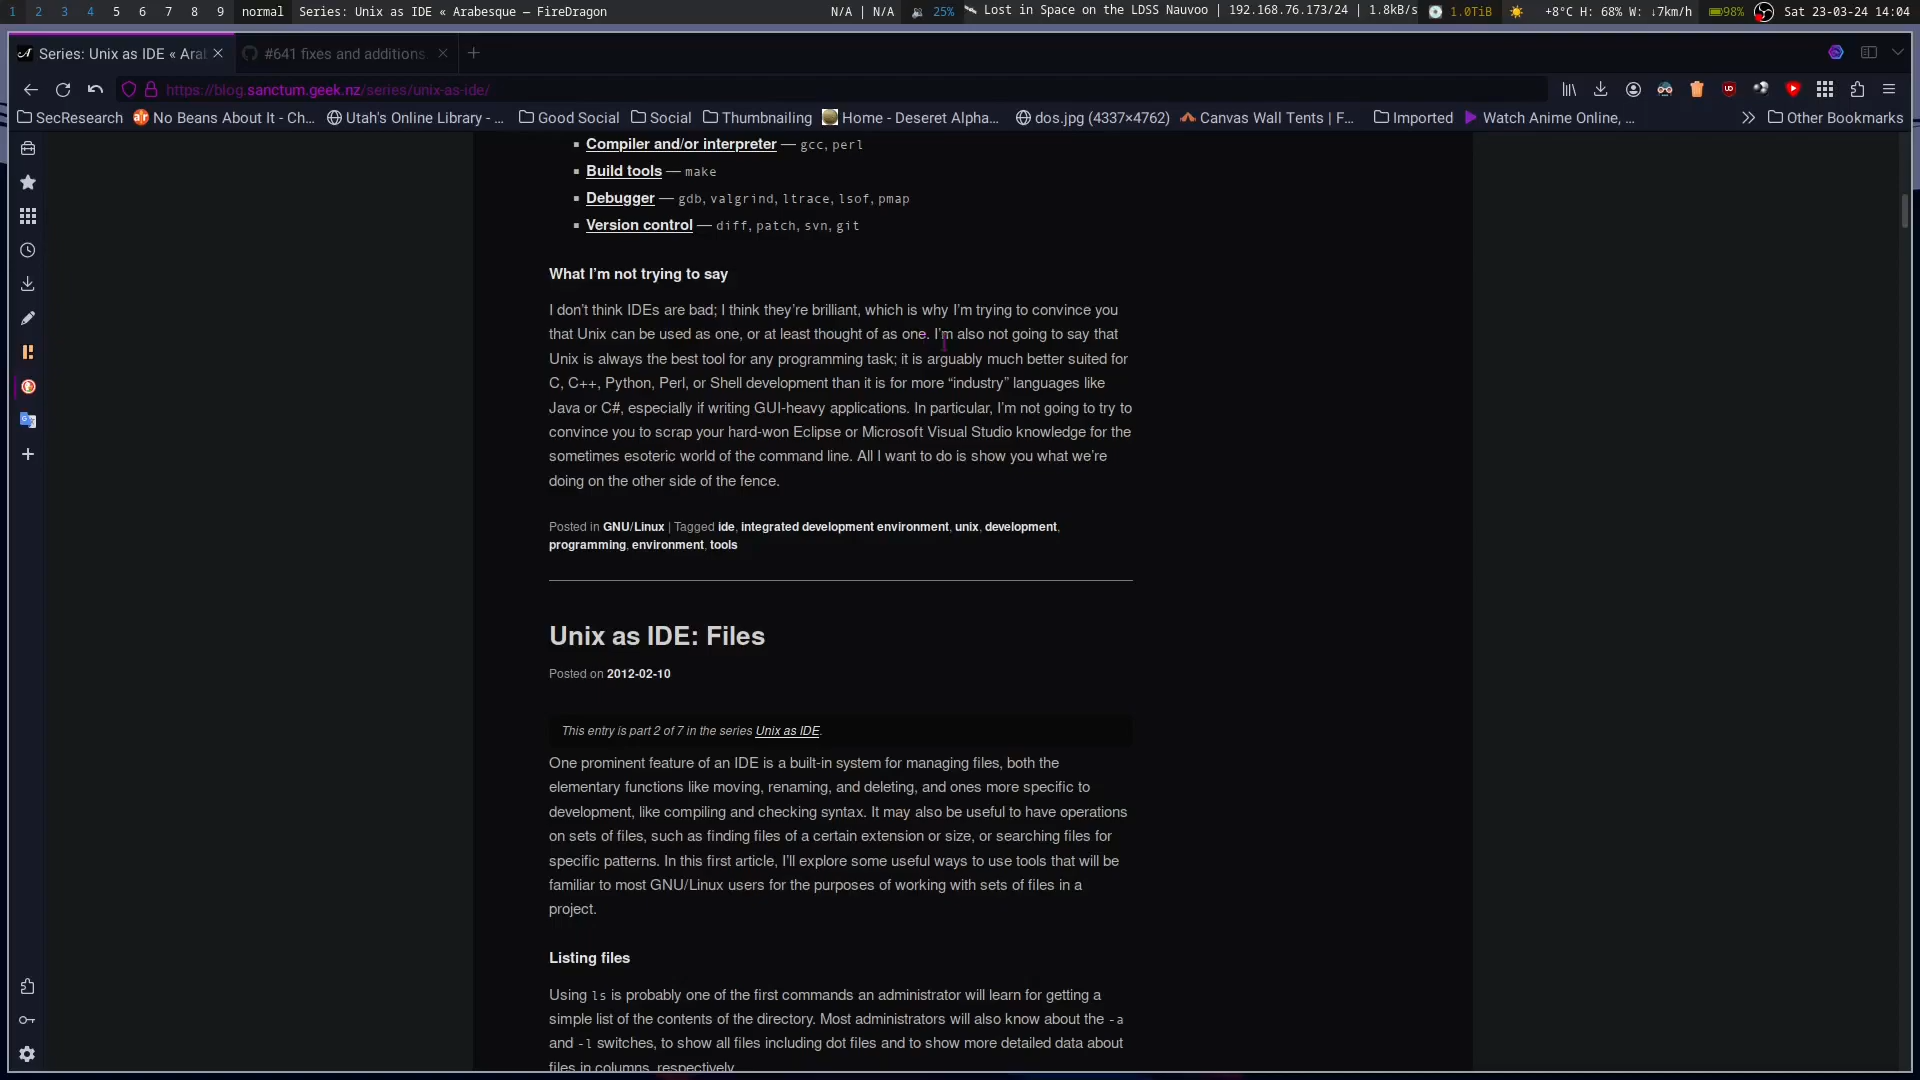 1 2 3 4 5 6 7 8 9 normal Series: Unix as IDE « Arabesque — FireDragon N/A | N/A 25% Lost in Space on the LDSS Nauvoo | 192.168.76.173/24 | 1.8kB/s 1.0TiB +8°C H: 68% W: ↓7km/h 98% Sat 23-03-24 14:04
Series: Unix as IDE « Ara #641 fixes and additions
https://blog.sanctum.geek.nz/series/unix-as-ide/
SecResearch No Beans About It - Ch... Utah's Online Library - ... Good Social Social Thumbnailing Home - Deseret Alpha... dos.jpg (4337×4762) Canvas Wall Tents | F... Imported Watch Anime Online, ... Other Bookmarks
▪ Compiler and/or interpreter — gcc, perl
▪ Build tools — make
▪ Debugger — gdb, valgrind, ltrace, lsof, pmap
▪ Version control — diff, patch, svn, git
What I'm not trying to say
I don't think IDEs are bad; I think they're brilliant, which is why I'm trying to convince you
that Unix can be used as one, or at least thought of as one. I'm also not going to say that
Unix is always the best tool for any programming task; it is arguably much better suited for
C, C++, Python, Perl, or Shell development than it is for more “industry” languages like
Java or C#, especially if writing GUI-heavy applications. In particular, I'm not going to try to
convince you to scrap your hard-won Eclipse or Microsoft Visual Studio knowledge for the
sometimes esoteric world of the command line. All I want to do is show you what we're
doing on the other side of the fence.
Posted in GNU/Linux | Tagged ide, integrated development environment, unix, development,
programming, environment, tools
Unix as IDE: Files
Posted on 2012-02-10
This entry is part 2 of 7 in the series Unix as IDE.
One prominent feature of an IDE is a built-in system for managing files, both the
elementary functions like moving, renaming, and deleting, and ones more specific to
development, like compiling and checking syntax. It may also be useful to have operations
on sets of files, such as finding files of a certain extension or size, or searching files for
specific patterns. In this first article, I'll explore some useful ways to use tools that will be
familiar to most GNU/Linux users for the purposes of working with sets of files in a
project.
Listing files
Using ls is probably one of the first commands an administrator will learn for getting a
simple list of the contents of the directory. Most administrators will also know about the -a
and -l switches, to show all files including dot files and to show more detailed data about
files in columns, respectively.